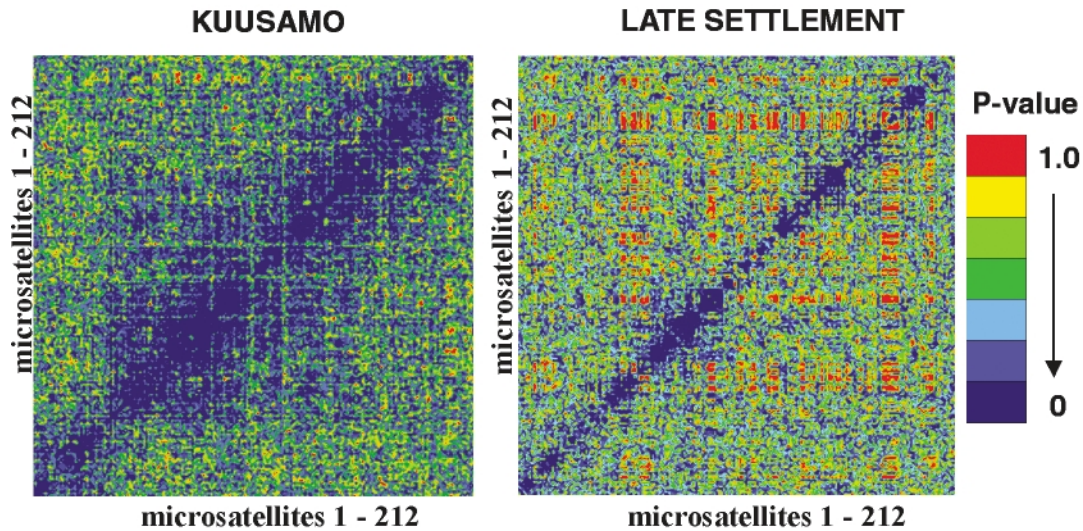 KUUSAMO
LATE SETTLEMENT
microsatellites 1 - 212
microsatellites 1 - 212
P-value
1.0
0
microsatellites 1 - 212
microsatellites 1 - 212